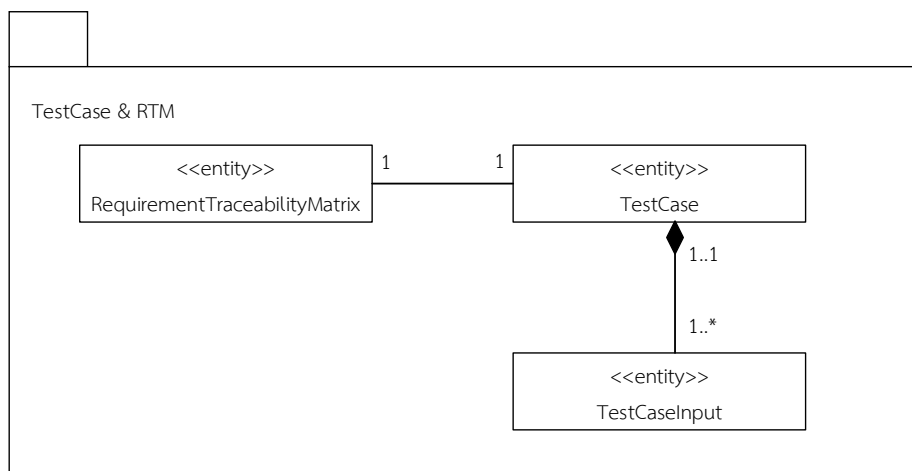 TestCase & RTM
<<entity>>
RequirementTraceabilityMatrix
1
1
<<entity>>
TestCase
1..1
1..*
<<entity>>
TestCaseInput